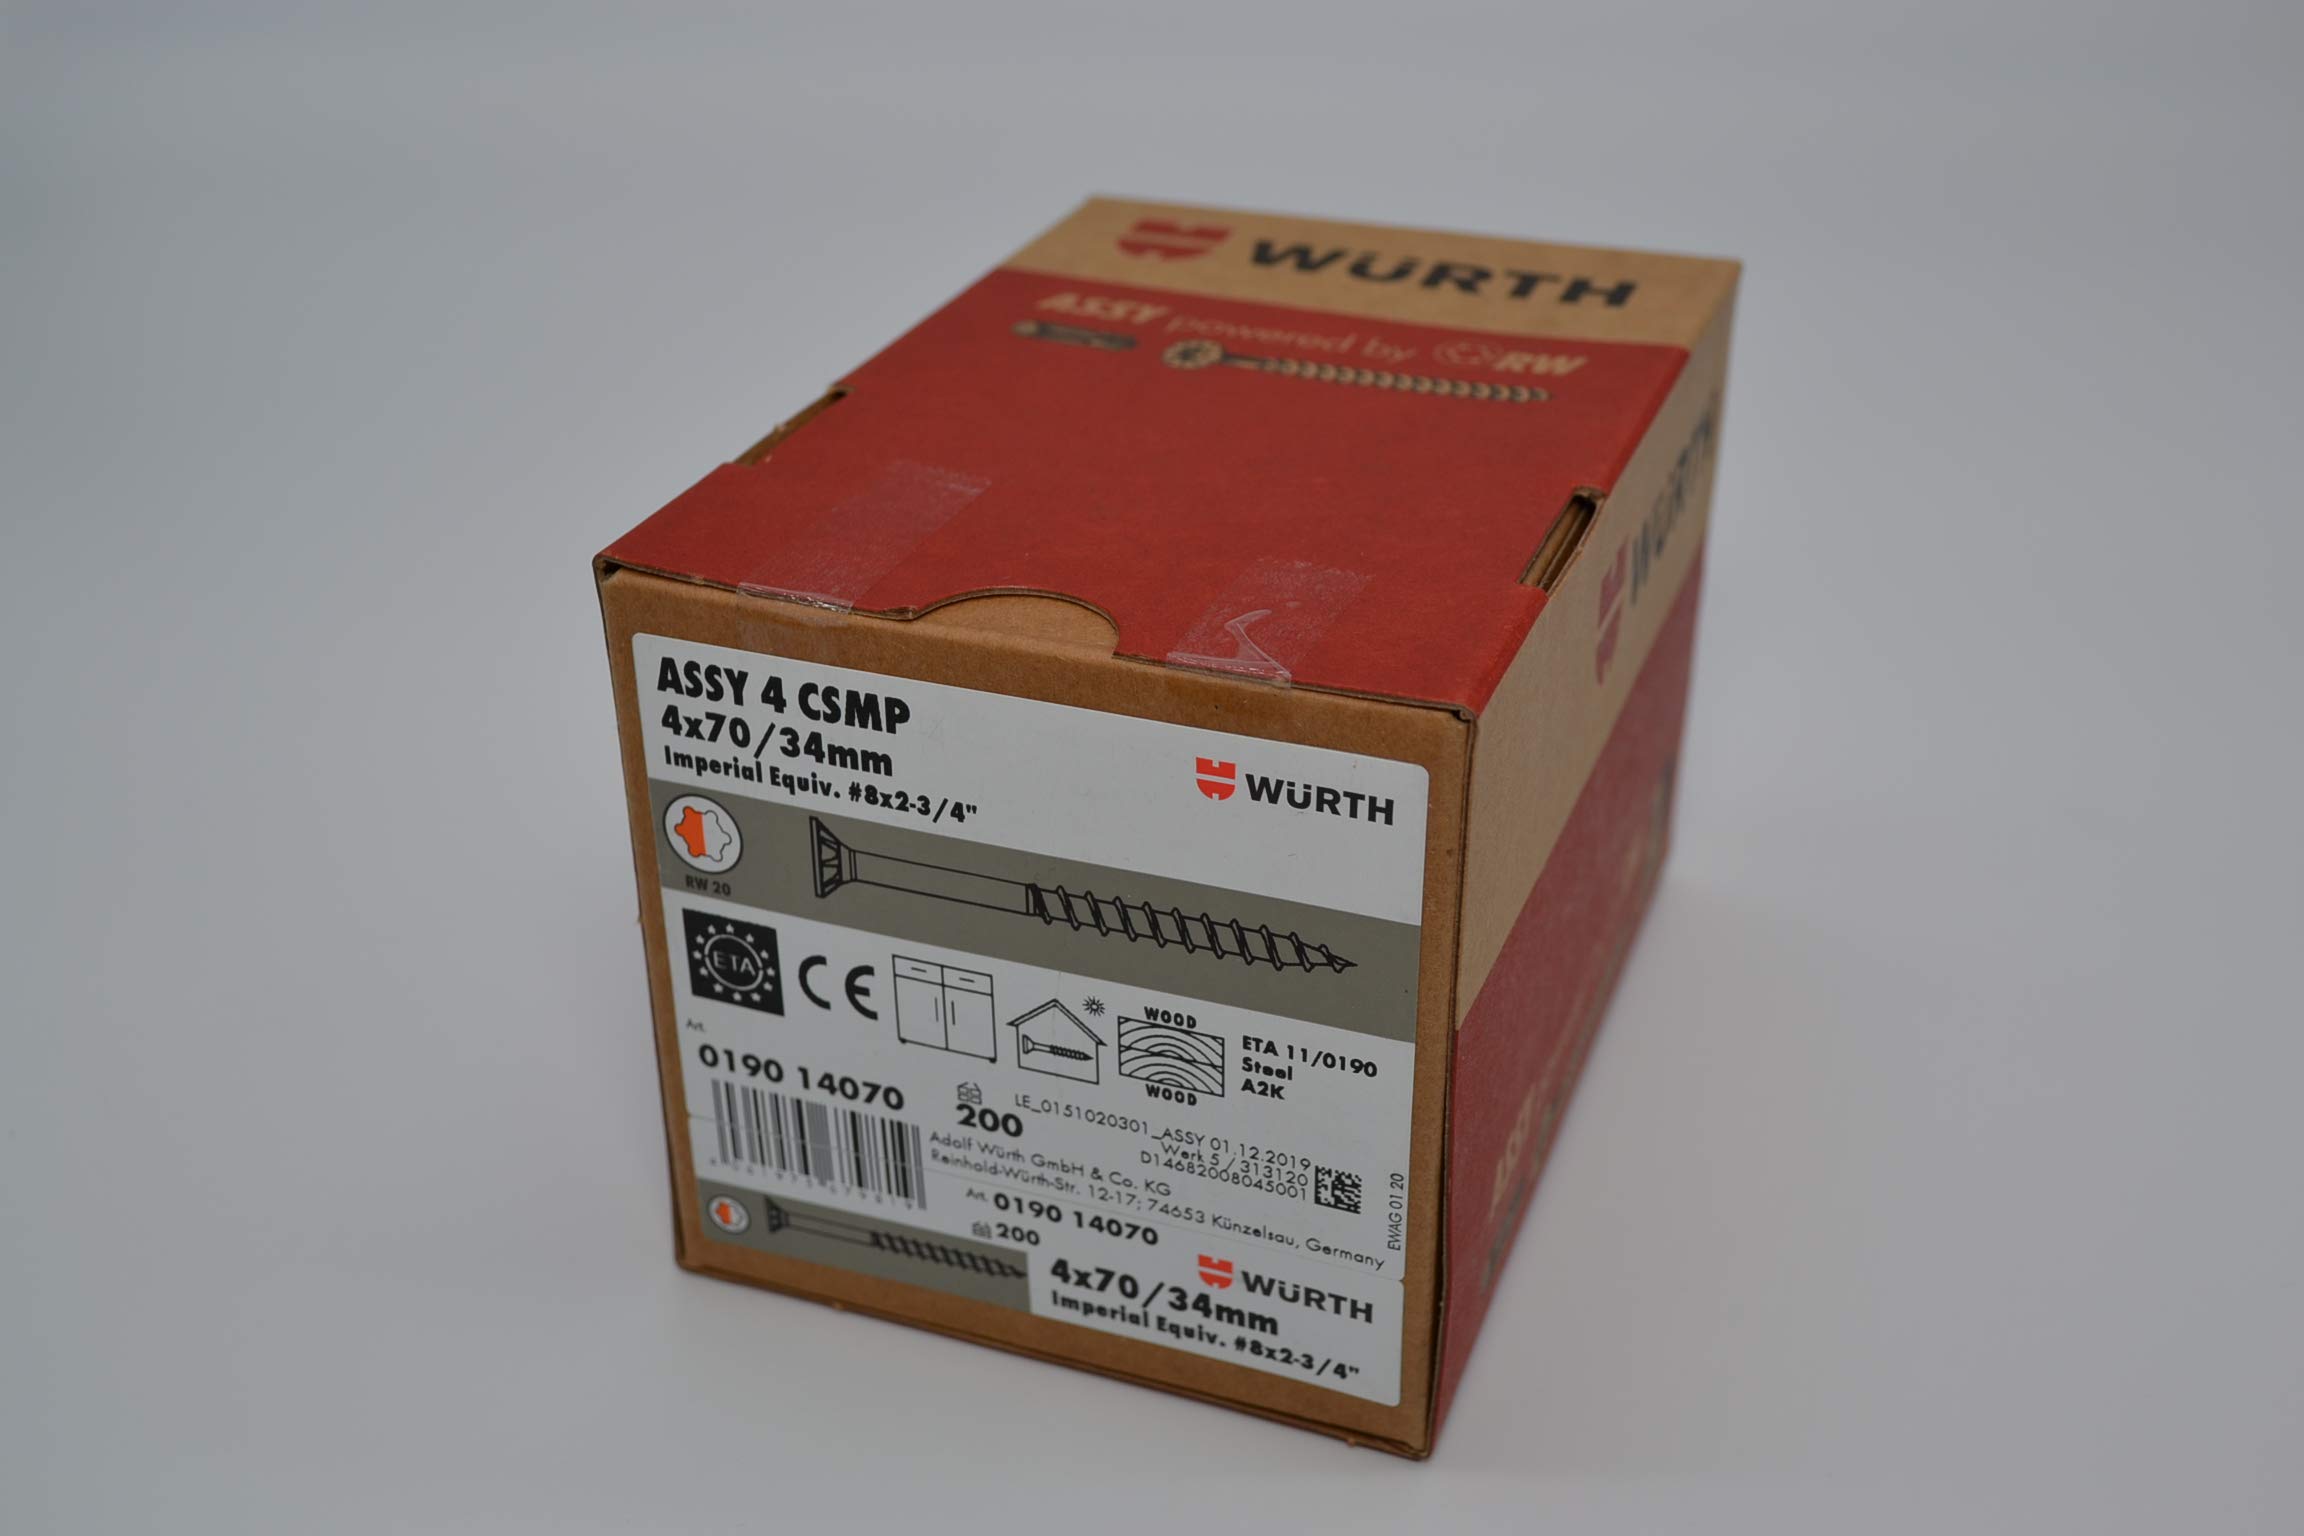 WÜRTH
ASSY powered by RW
WÜRTH
ASSY 4 CSMP
4x70/34mm
Imperial Equiv. #8x2-3/4"
WÜRTH
RW 20
ETA
CE
WOOD
WOOD
ETA 11/0190
Steel
A2K
Art.
0190 14070
200
LE_0151020301_ASSY 01.12.2019
Werk 5 / 313120
D14682008045001
Adolf Würth GmbH & Co. KG
Reinhold-Würth-Str. 12-17; 74653 Künzelsau, Germany
EWAG 01 20
Art. 0190 14070
200
4x70/34mm
Imperial Equiv. #8x2-3/4"
WÜRTH